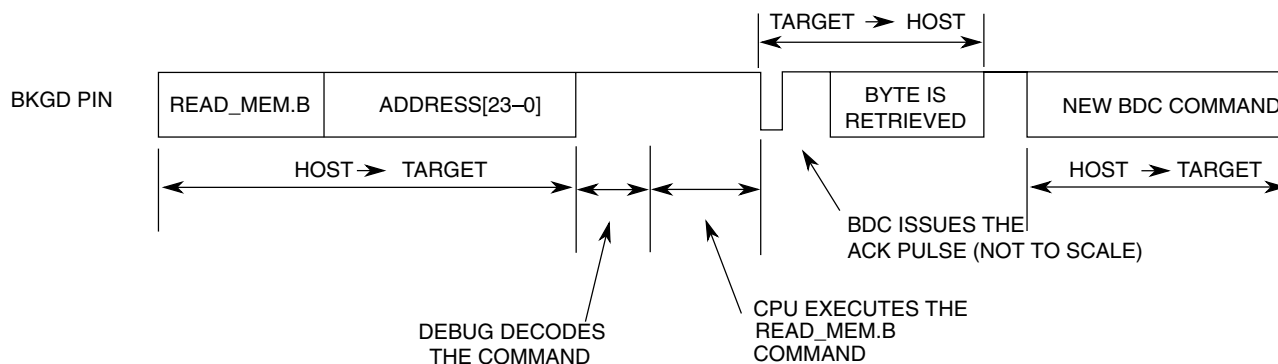 TARGET → HOST
BKGD PIN
READ_MEM.B
ADDRESS[23–0]
BYTE IS
RETRIEVED
NEW BDC COMMAND
HOST → TARGET
HOST → TARGET
BDC ISSUES THE
ACK PULSE (NOT TO SCALE)
DEBUG DECODES
THE COMMAND
CPU EXECUTES THE
READ_MEM.B
COMMAND